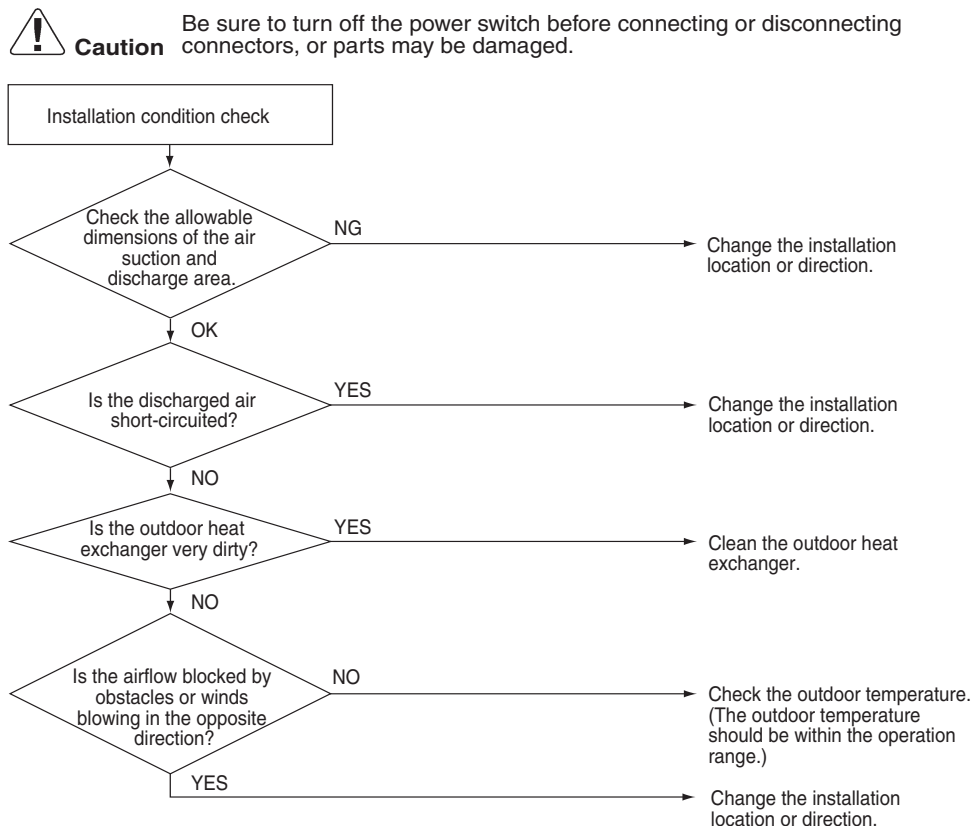 Be sure to turn off the power switch before connecting or disconnecting
Caution connectors, or parts may be damaged.
Installation condition check
Check the allowable
dimensions of the air
suction and
discharge area.
NG
Change the installation
location or direction.
OK
Is the discharged air
short-circuited?
YES
Change the installation
location or direction.
NO
Is the outdoor heat
exchanger very dirty?
YES
Clean the outdoor heat
exchanger.
NO
Is the airflow blocked by
obstacles or winds
blowing in the opposite
direction?
NO
Check the outdoor temperature.
(The outdoor temperature
should be within the operation
range.)
YES
Change the installation
location or direction.